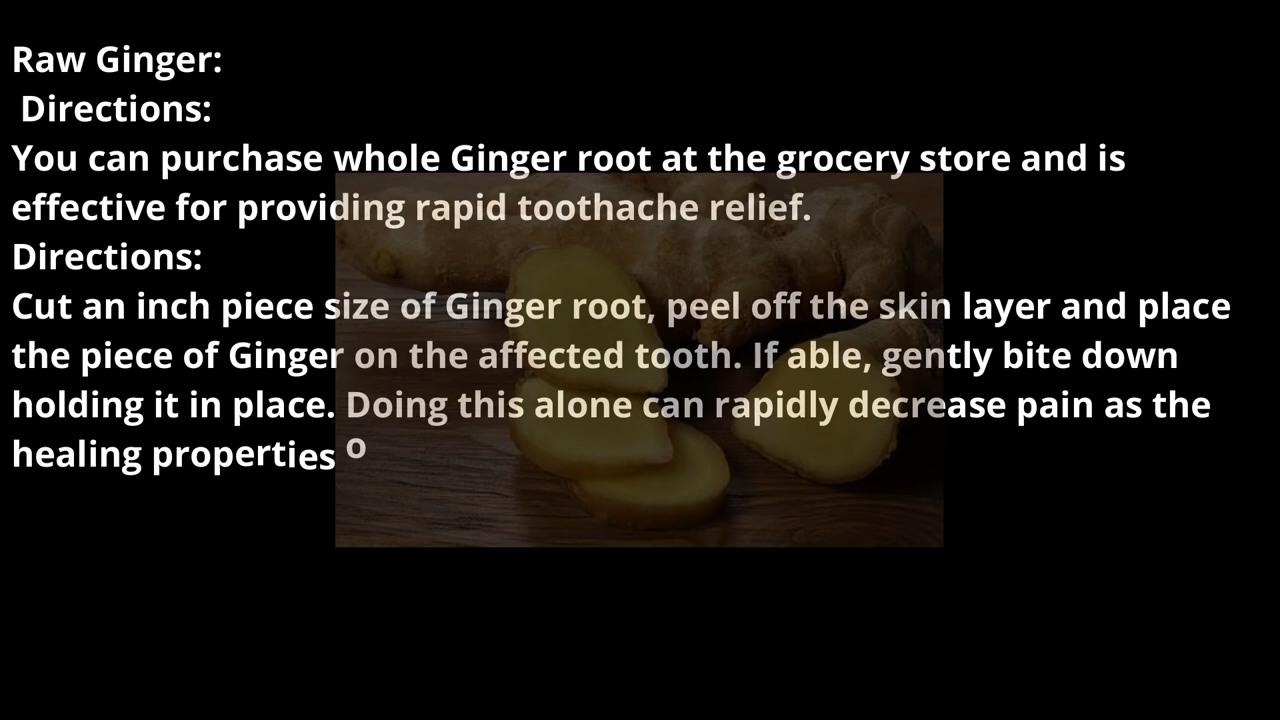 Raw Ginger:
Directions:
You can purchase whole Ginger root at the grocery store and is
effective for providing rapid toothache relief.
Directions:
Cut an inch piece size of Ginger root, peel off the skin layer and place
the piece of Ginger on the affected tooth. If able, gently bite down
holding it in place. Doing this alone can rapidly decrease pain as the
healing properties o